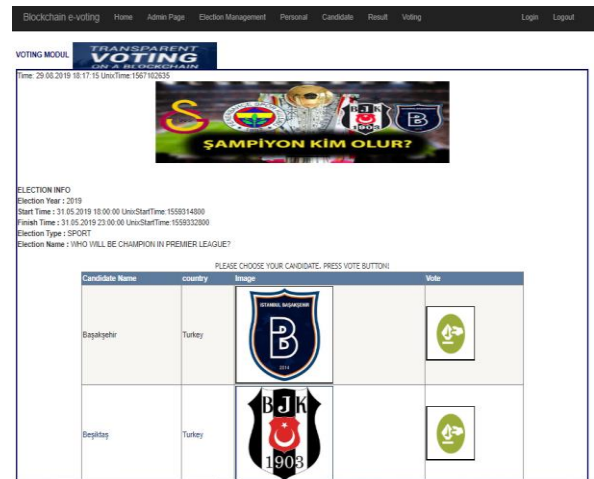 Blockchain e-voting Home Admin Page Election Management Personal Candidate Result Voting Login Logout
VOTING MODUL
TRANSPARENT
VOTING
ON A BLOCKCHAIN
Time: 29.08.2019 18:17:15 UnixTime:1567102635
BJK
1903
B
ŞAMPİYON KİM OLUR?
ELECTION INFO
Election Year : 2019
Start Time : 31.05.2019 18:00:00 UnixStartTime:1559314800
Finish Time : 31.05.2019 23:00:00 UnixStartTime:1559332800
Election Type : SPORT
Election Name : WHO WILL BE CHAMPION IN PREMIER LEAGUE?
PLEASE CHOOSE YOUR CANDIDATE, PRESS VOTE BUTTON!
Candidate Name country Image Vote
ISTANBUL BAŞAKŞEHİR
B
2014
Başakşehir Turkey
BJK
1903
Beşiktaş Turkey